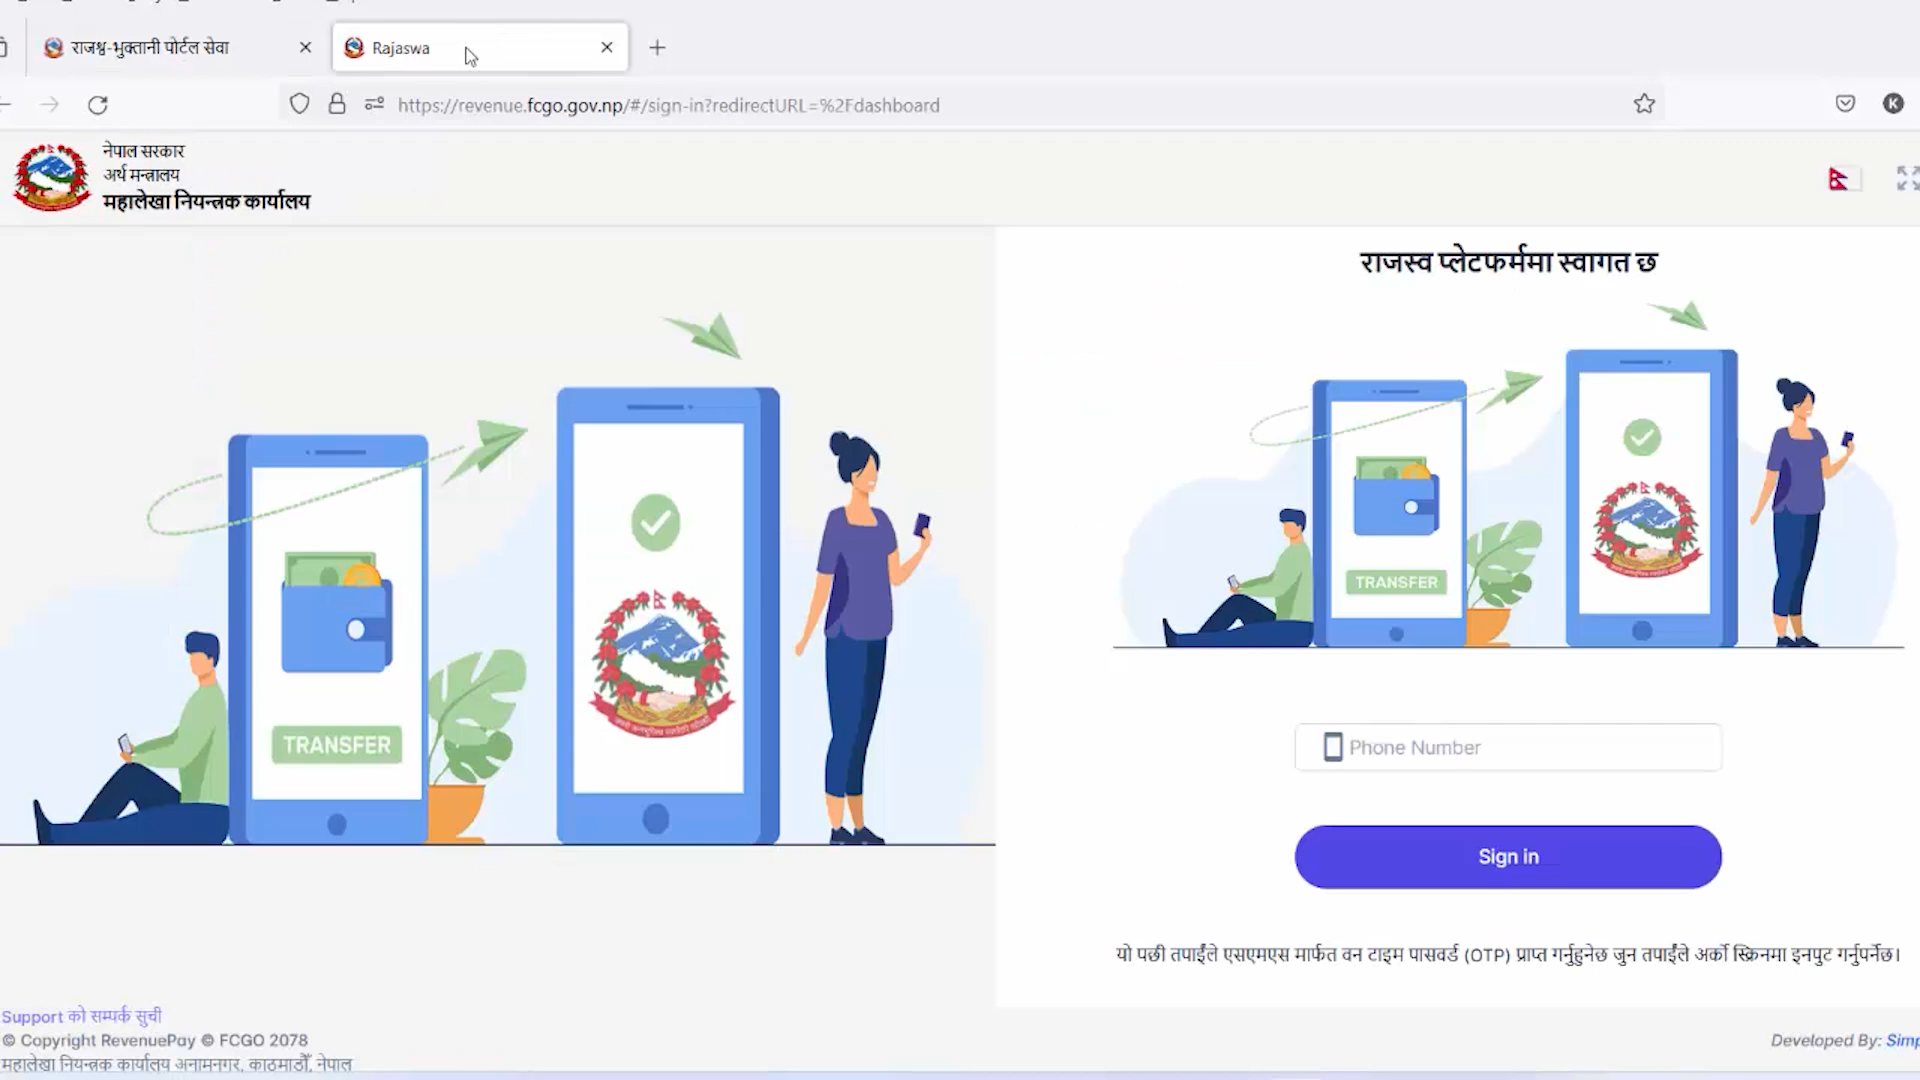 राजश्व-भुक्तानी पोर्टल सेवा
Rajaswa
https://revenue.fcgo.gov.np/#/sign-in?redirectURL=%2Fdashboard
K
नेपाल सरकार
अर्थ मन्त्रालय
महालेखा नियन्त्रक कार्यालय
राजस्व प्लेटफर्ममा स्वागत छ
TRANSFER
TRANSFER
Phone Number
Sign in
यो पछी तपाईंले एसएमएस मार्फत वन टाइम पासवर्ड (OTP) प्राप्त गर्नुहुनेछ जुन तपाईंले अर्को स्क्रिनमा इनपुट गर्नुपर्नेछ।
Support को सम्पर्क सुची
© Copyright RevenuePay © FCGO 2078
महालेखा नियन्त्रक कार्यालय अनामनगर, काठमाडौँ, नेपाल
Developed By: Simp